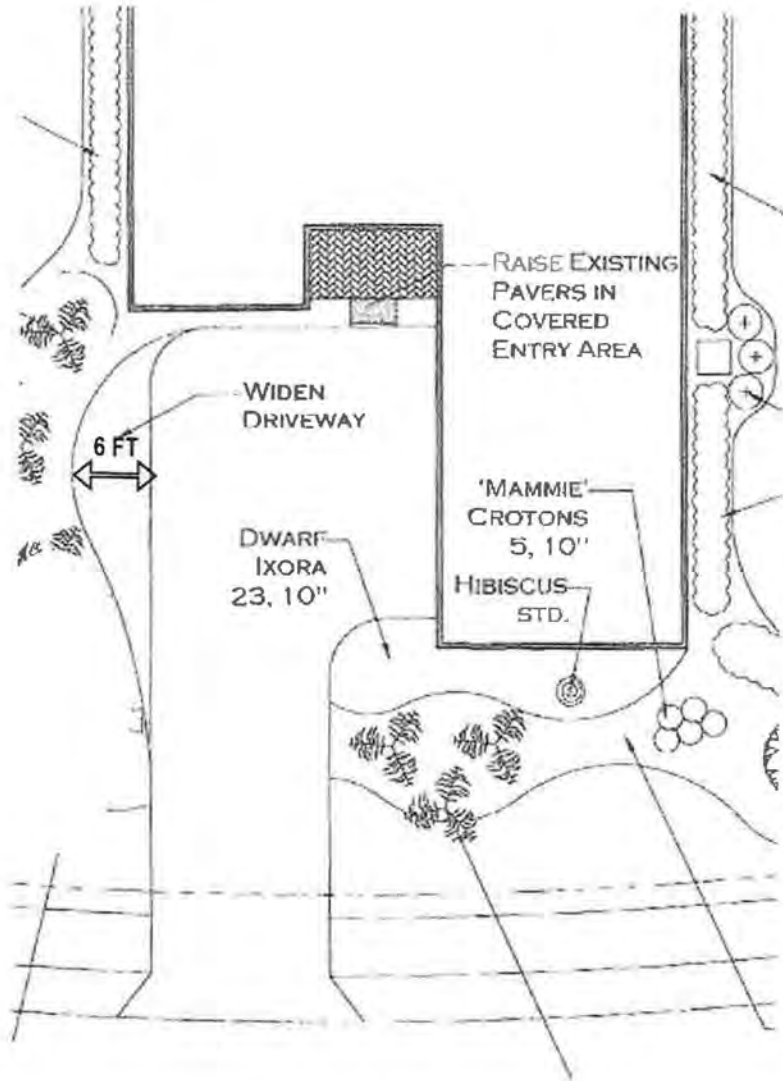 RAISE EXISTING
PAVERS IN
COVERED
ENTRY AREA
WIDEN
DRIVEWAY
6 FT
'MAMMIE'
CROTONS
5, 10"
DWARF
IXORA
23, 10"
HIBISCUS
STD.